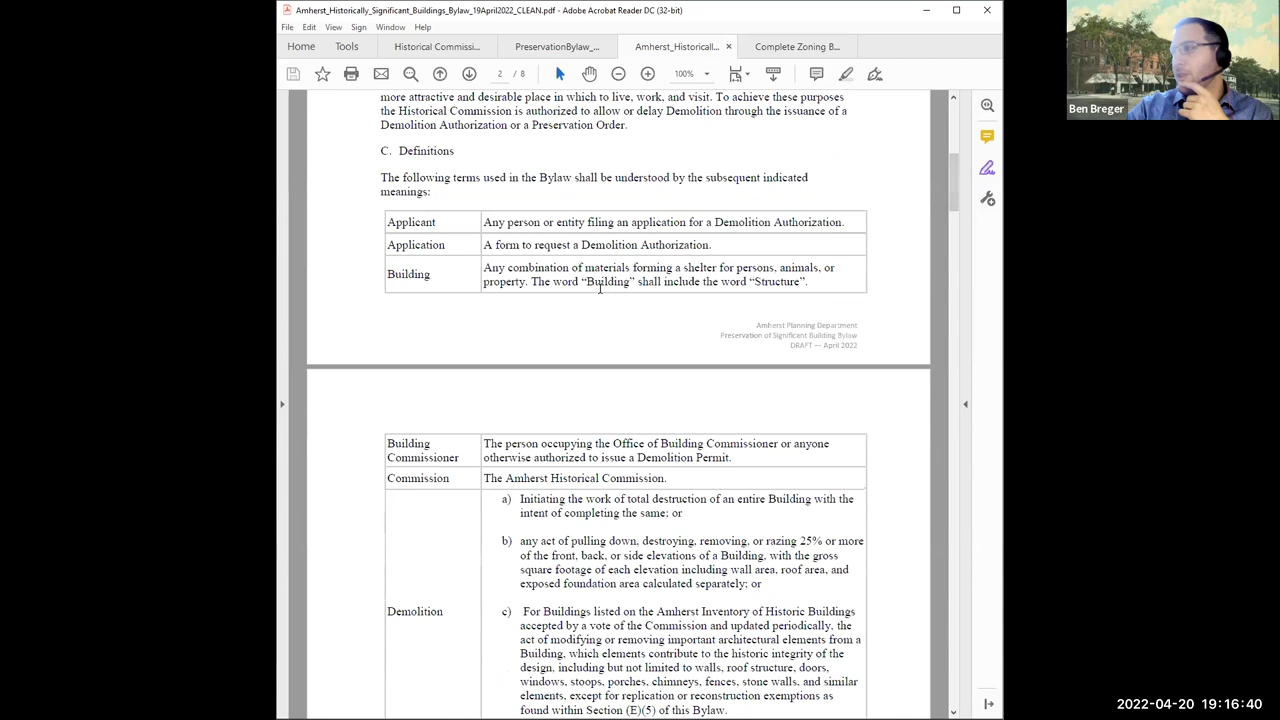 Amherst_Historically_Significant_Buildings_Bylaw_19April2022_CLEAN.pdf - Adobe Acrobat Reader DC (32-bit)
File Edit View Sign Window Help
Home Tools Historical Commissi... PreservationBylaw_... Amherst_Historicall... × Complete Zoning B...
2 / 8 100%
more attractive and desirable place in which to live, work, and visit. To achieve these purposes
the Historical Commission is authorized to allow or delay Demolition through the issuance of a
Demolition Authorization or a Preservation Order.
C. Definitions
The following terms used in the Bylaw shall be understood by the subsequent indicated
meanings:
Applicant Any person or entity filing an application for a Demolition Authorization.
Application A form to request a Demolition Authorization.
Building Any combination of materials forming a shelter for persons, animals, or
property. The word “Building” shall include the word “Structure”.
Amherst Planning Department
Preservation of Significant Building Bylaw
DRAFT — April 2022
Building
Commissioner
The person occupying the Office of Building Commissioner or anyone
otherwise authorized to issue a Demolition Permit.
Commission The Amherst Historical Commission.
Demolition
a) Initiating the work of total destruction of an entire Building with the
intent of completing the same; or
b) any act of pulling down, destroying, removing, or razing 25% or more
of the front, back, or side elevations of a Building, with the gross
square footage of each elevation including wall area, roof area, and
exposed foundation area calculated separately; or
c) For Buildings listed on the Amherst Inventory of Historic Buildings
accepted by a vote of the Commission and updated periodically, the
act of modifying or removing important architectural elements from a
Building, which elements contribute to the historic integrity of the
design, including but not limited to walls, roof structure, doors,
windows, stoops, porches, chimneys, fences, stone walls, and similar
elements, except for replication or reconstruction exemptions as
found within Section (E)(5) of this Bylaw.
Ben Breger
2022-04-20 19:16:40